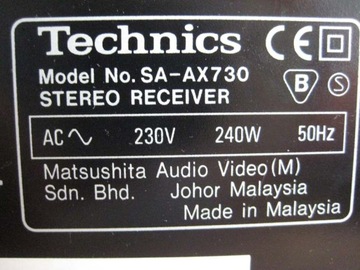 Technics CE
Model No. SA-AX730 B S
STEREO RECEIVER
AC 230V 240W 50Hz
Matsushita Audio Video (M)
Sdn. Bhd. Johor Malaysia
Made in Malaysia